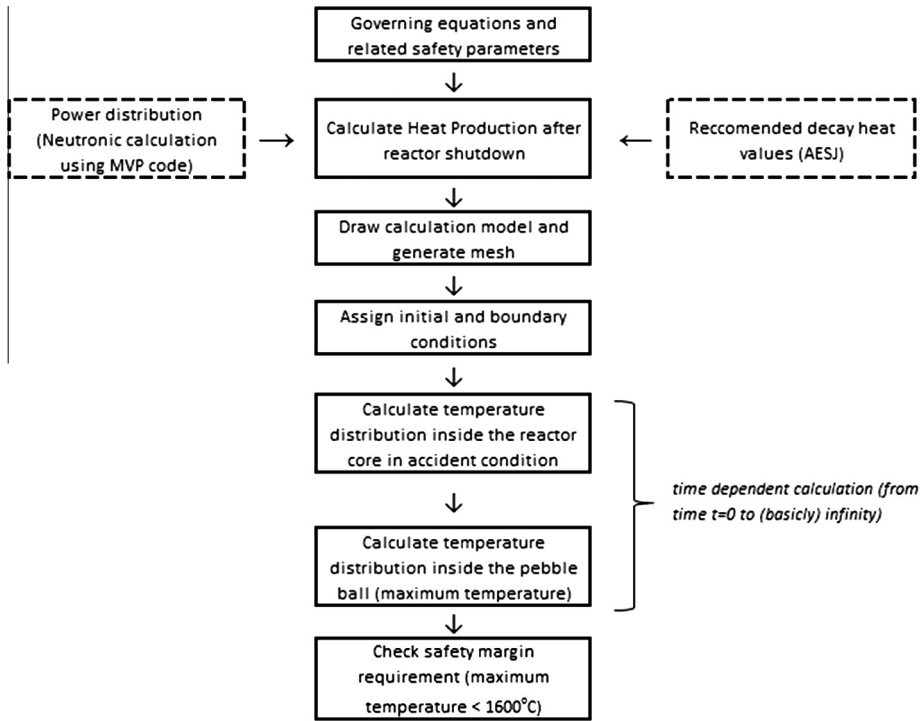 Governing equations and
related safety parameters
Power distribution
(Neutronic calculation
using MVP code)
Calculate Heat Production after
reactor shutdown
Reccomended decay heat
values (AESJ)
Draw calculation model and
generate mesh
Assign initial and boundary
conditions
Calculate temperature
distribution inside the reactor
core in accident condition
time dependent calculation (from
time t=0 to (basicly) infinity)
Calculate temperature
distribution inside the pebble
ball (maximum temperature)
Check safety margin
requirement (maximum
temperature < 1600°C)